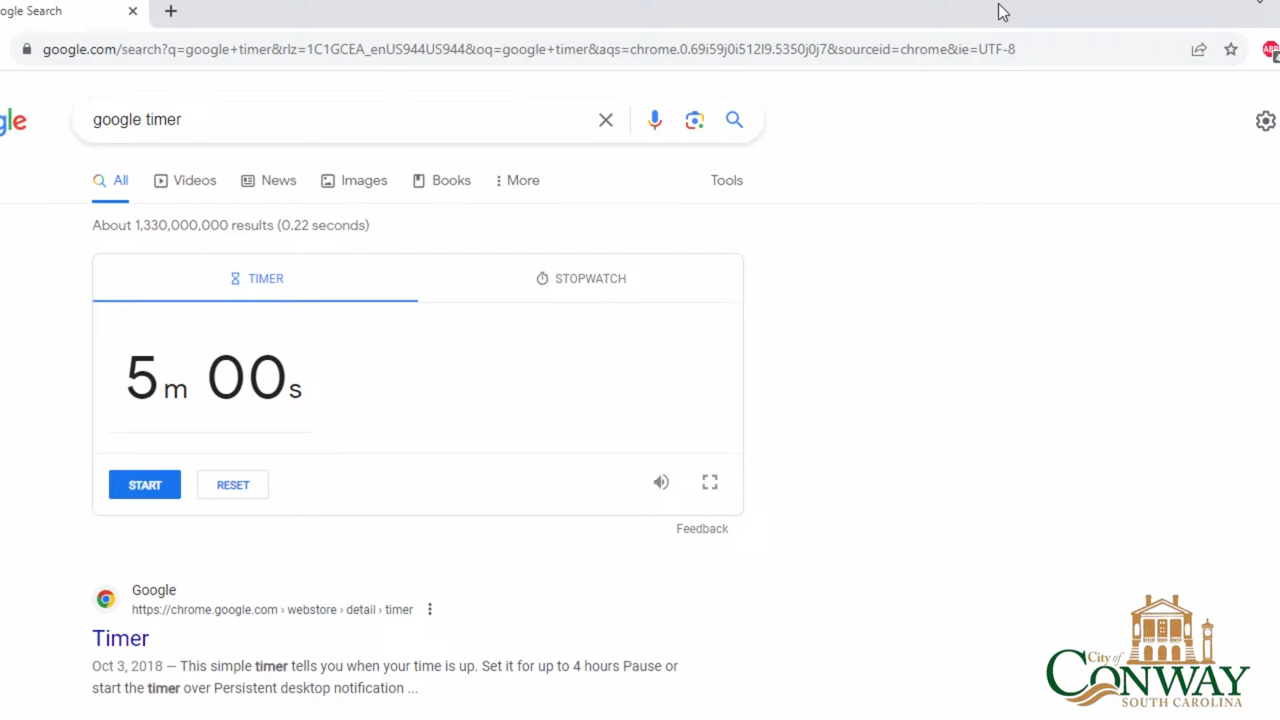 ogle Search
google.com/search?q=google+timer&rlz=1C1GCEA_enUS944US944&oq=google+timer&aqs=chrome.0.69i59j0i512l9.5350j0j7&sourceid=chrome&ie=UTF-8
ABP
gle
google timer
All Videos News Images Books More Tools
About 1,330,000,000 results (0.22 seconds)
TIMER STOPWATCH
5m 00s
START RESET
Feedback
Google
https://chrome.google.com › webstore › detail › timer
Timer
Oct 3, 2018 — This simple timer tells you when your time is up. Set it for up to 4 hours Pause or
start the timer over Persistent desktop notification ...
City of
CONWAY
SOUTH CAROLINA